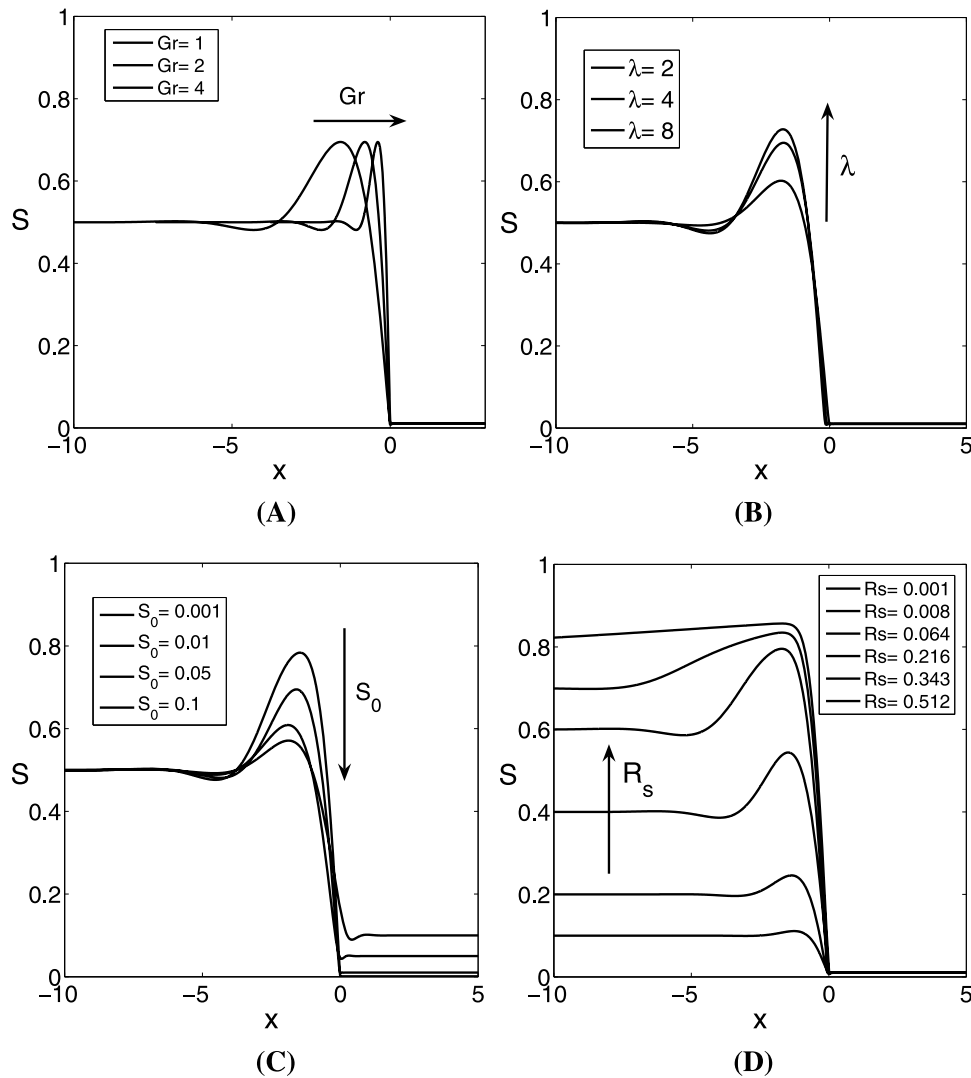 1
0.8
0.6
0.4
0.2
0
S
Gr= 1
Gr= 2
Gr= 4
Gr
−10
−5
0
x
(A)
1
0.8
0.6
0.4
0.2
0
S
λ= 2
λ= 4
λ= 8
λ
−10
−5
0
5
x
(B)
1
0.8
0.6
0.4
0.2
0
S
S0= 0.001
S0= 0.01
S0= 0.05
S0= 0.1
S0
−10
−5
0
5
x
(C)
1
0.8
0.6
0.4
0.2
0
S
Rs= 0.001
Rs= 0.008
Rs= 0.064
Rs= 0.216
Rs= 0.343
Rs= 0.512
Rs
−10
−5
0
5
x
(D)